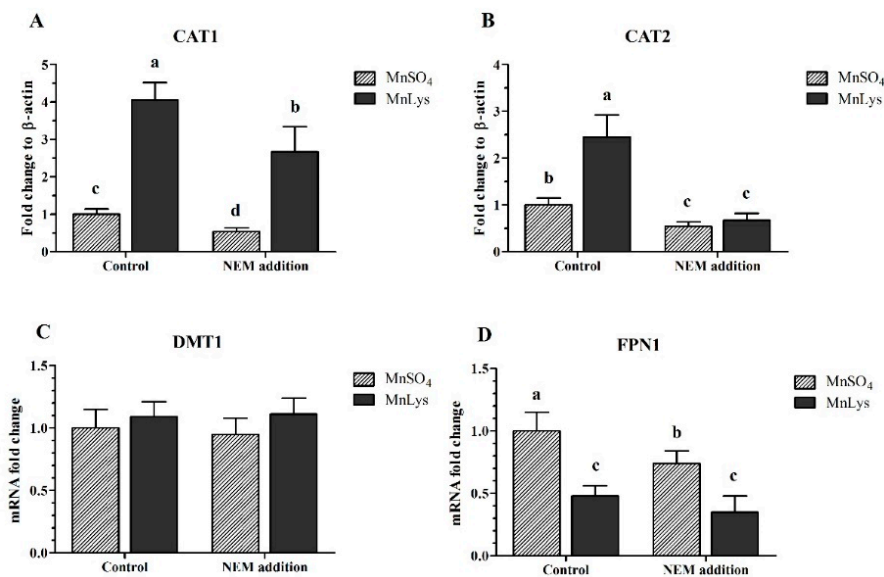 A
CAT1
Fold change to β-actin
5
4
3
2
1
0
a
b
c
d
Control
NEM addition
MnSO4
MnLys
B
CAT2
Fold change to β-actin
4
3
2
1
0
a
b
c
c
Control
NEM addition
MnSO4
MnLys
C
DMT1
mRNA fold change
1.5
1.0
0.5
0.0
Control
NEM addition
MnSO4
MnLys
D
FPN1
mRNA fold change
1.5
1.0
0.5
0.0
a
b
c
c
Control
NEM addition
MnSO4
MnLys